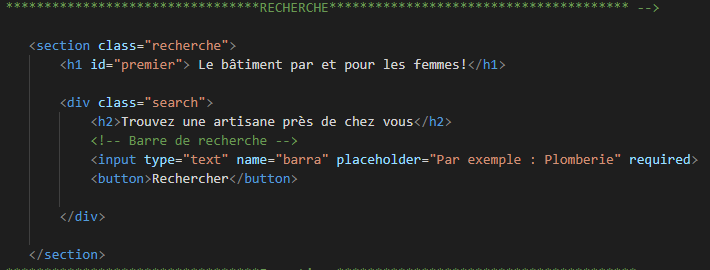 *********************************RECHERCHE*************************************** -->
<section class="recherche">
<h1 id="premier"> Le bâtiment par et pour les femmes!</h1>
<div class="search">
<h2>Trouvez une artisane près de chez vous</h2>
<!-- Barre de recherche -->
<input type="text" name="barra" placeholder="Par exemple : Plomberie" required>
<button>Rechercher</button>
</div>
</section>